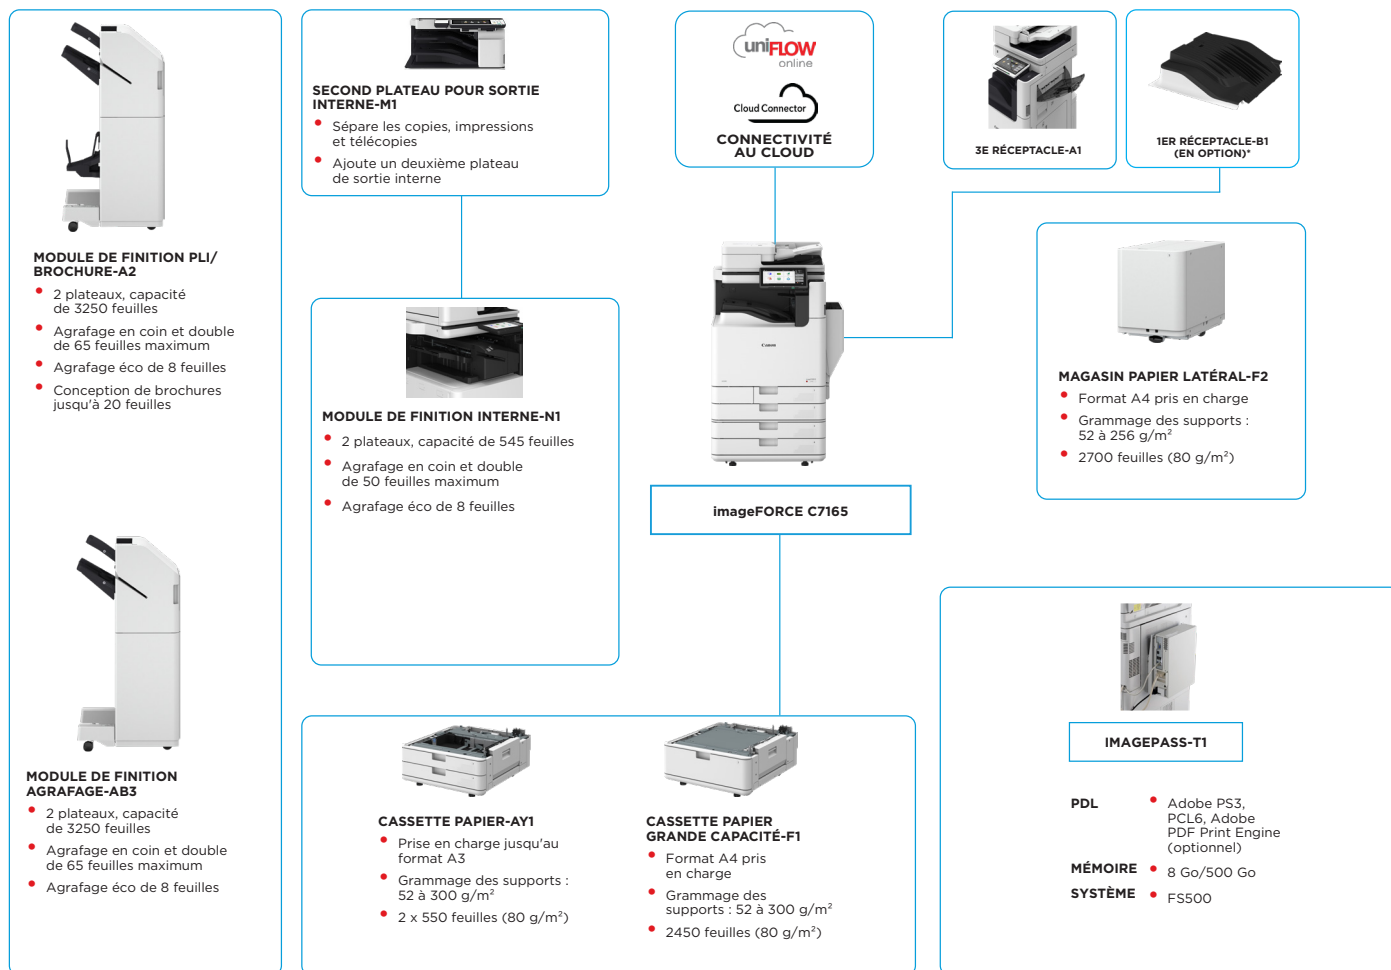 MODULE DE FINITION PLI/
BROCHURE-A2
• 2 plateaux, capacité
de 3250 feuilles
• Agrafage en coin et double
de 65 feuilles maximum
• Agrafage éco de 8 feuilles
• Conception de brochures
jusqu'à 20 feuilles
MODULE DE FINITION
AGRAFAGE-AB3
• 2 plateaux, capacité
de 3250 feuilles
• Agrafage en coin et double
de 65 feuilles maximum
• Agrafage éco de 8 feuilles
SECOND PLATEAU POUR SORTIE
INTERNE-M1
• Sépare les copies, impressions
et télécopies
• Ajoute un deuxième plateau
de sortie interne
MODULE DE FINITION INTERNE-N1
• 2 plateaux, capacité de 545 feuilles
• Agrafage en coin et double
de 50 feuilles maximum
• Agrafage éco de 8 feuilles
uniFLOW
online
Cloud Connector
CONNECTIVITÉ
AU CLOUD
Canon
imageFORCE C7165
3E RÉCEPTACLE-A1
1ER RÉCEPTACLE-B1
(EN OPTION)*
MAGASIN PAPIER LATÉRAL-F2
• Format A4 pris en charge
• Grammage des supports :
52 à 256 g/m²
• 2700 feuilles (80 g/m²)
CASSETTE PAPIER-AY1
• Prise en charge jusqu'au
format A3
• Grammage des supports :
52 à 300 g/m²
• 2 x 550 feuilles (80 g/m²)
CASSETTE PAPIER
GRANDE CAPACITÉ-F1
• Format A4 pris
en charge
• Grammage des
supports : 52 à 300 g/m²
• 2450 feuilles (80 g/m²)
IMAGEPASS-T1
PDL • Adobe PS3,
PCL6, Adobe
PDF Print Engine
(optionnel)
MÉMOIRE • 8 Go/500 Go
SYSTÈME • FS500